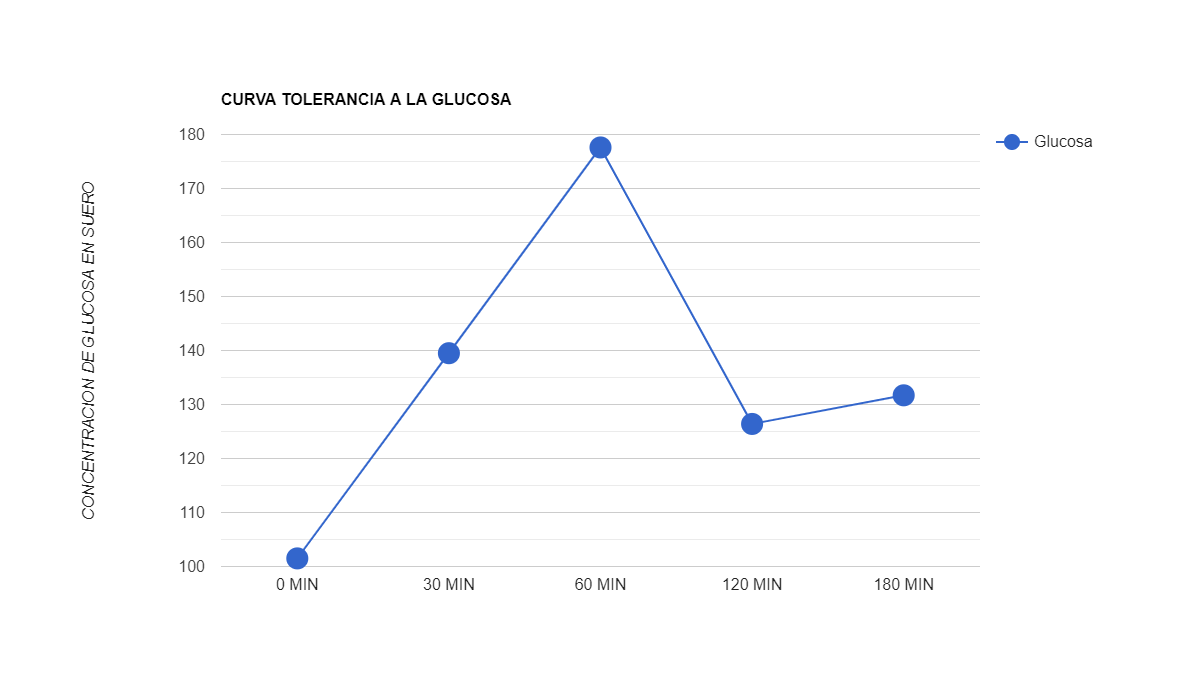 CURVA TOLERANCIA A LA GLUCOSA
Glucosa
CONCENTRACION DE GLUCOSA EN SUERO
180
170
160
150
140
130
120
110
100
0 MIN
30 MIN
60 MIN
120 MIN
180 MIN